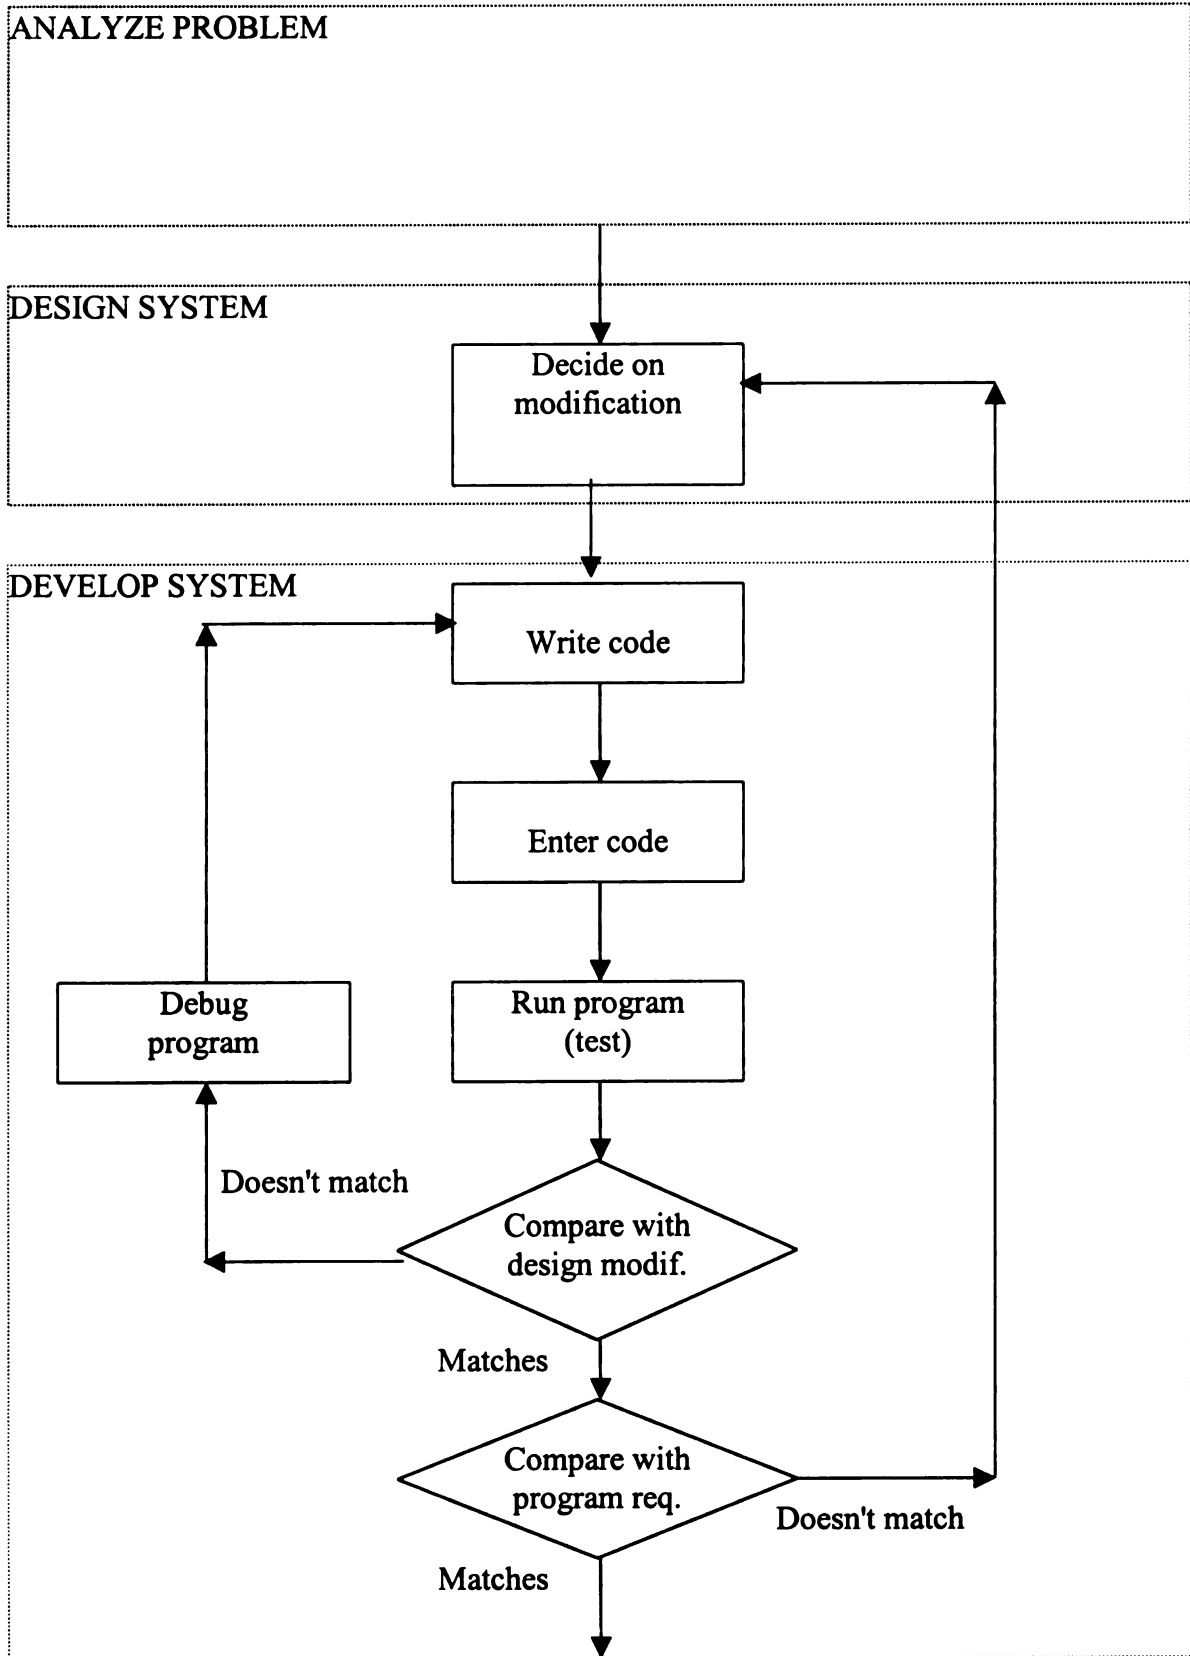 ANALYZE PROBLEM
DESIGN SYSTEM
Decide on
modification
DEVELOP SYSTEM
Write code
Enter code
Debug
program
Run program
(test)
Doesn't match
Compare with
design modif.
Matches
Compare with
program req.
Doesn't match
Matches